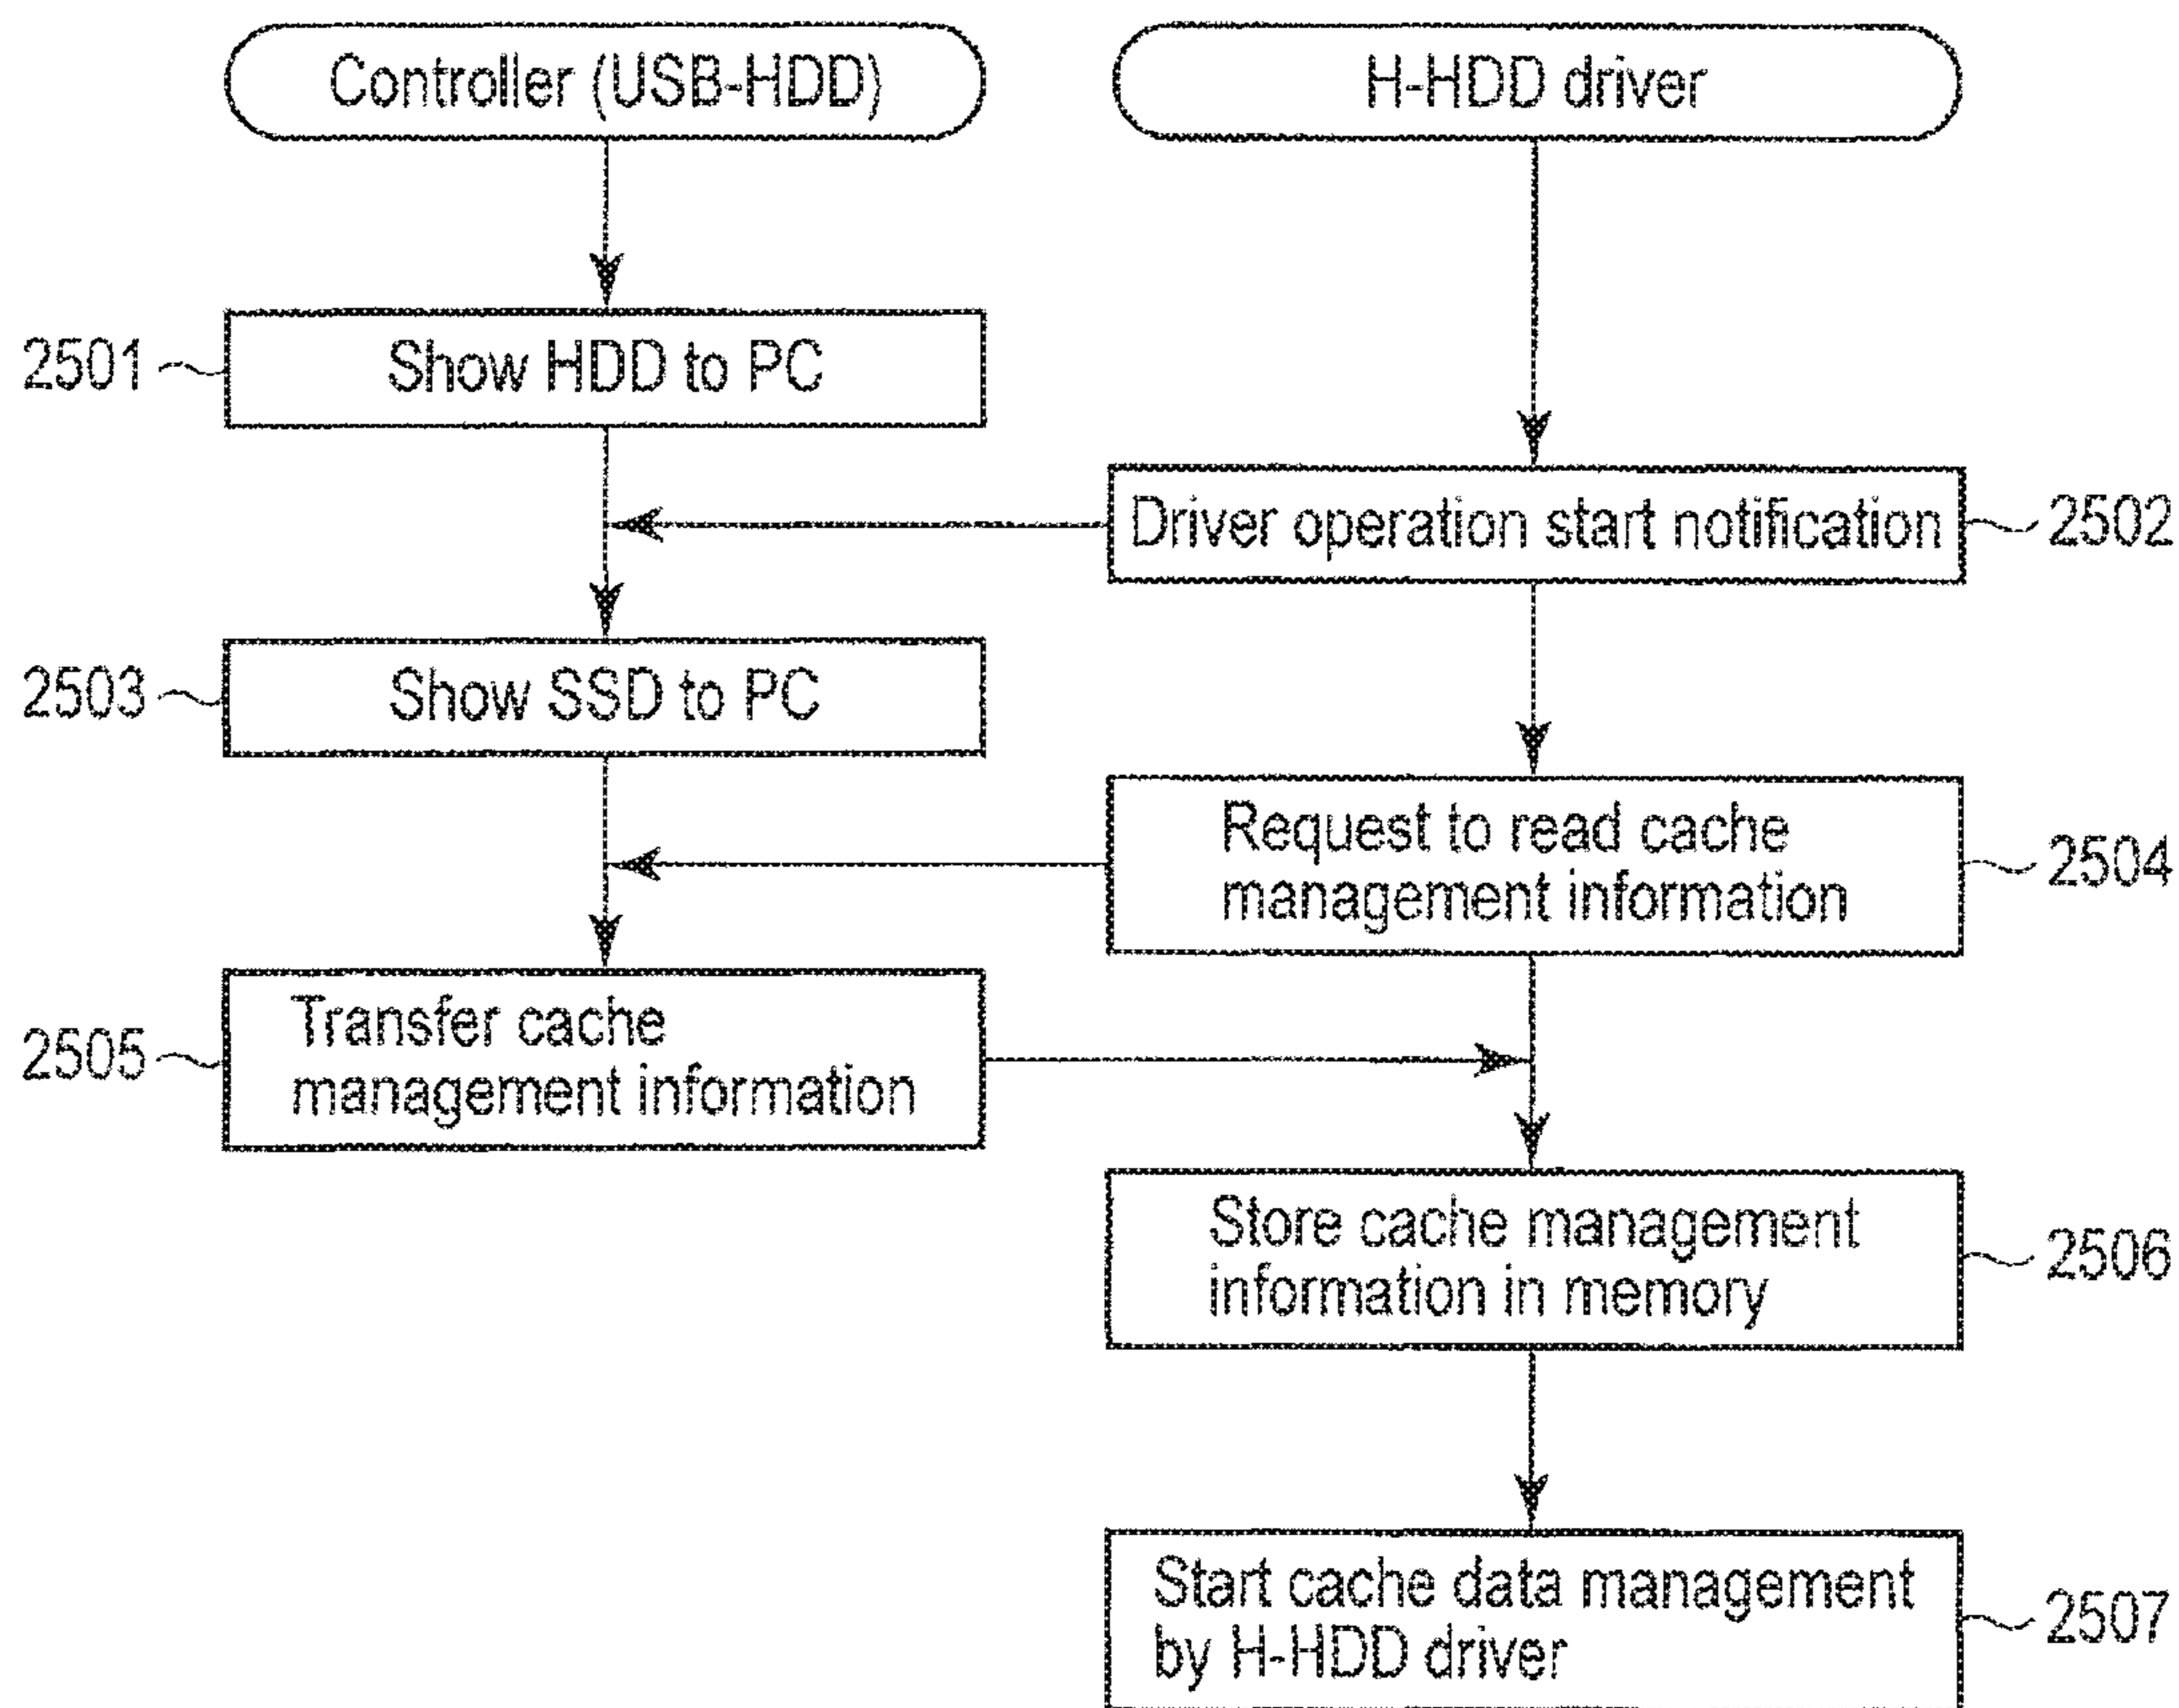 Controller (USB-HDD)
H-HDD driver
2501
Show HDD to PC
Driver operation start notification
2502
2503
Show SSD to PC
Request to read cache
management information
2504
2505
Transfer cache
management information
Store cache management
information in memory
2506
Start cache data management
by H-HDD driver
2507